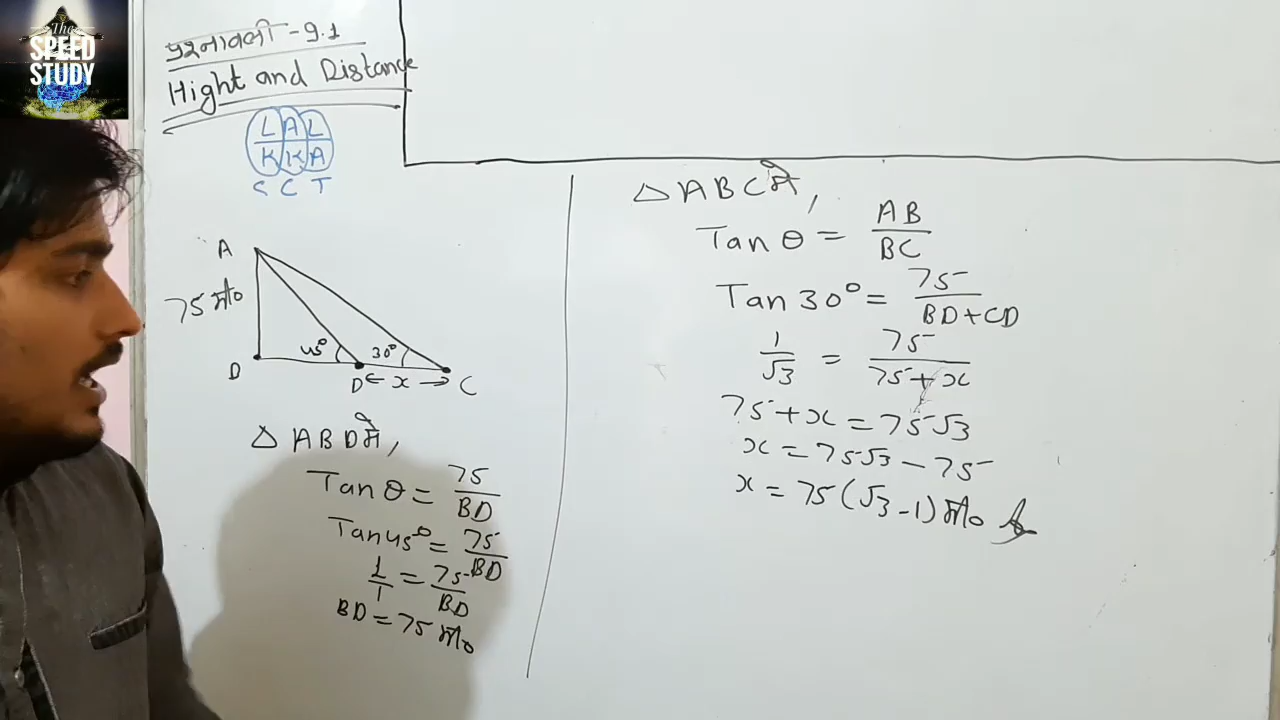 The
SPEED
STUDY
प्रश्नावली - 9.1
Hight and Distance
L A L
K K A
S C T
A
75 मी०
45° 30°
D D ← x → C
△ ABD में,
Tan θ = 75/BD
Tan 45° = 75/BD
1/1 = 75/BD
BD = 75 मी०
△ ABC में,
Tan θ = AB/BC
Tan 30° = 75/BD+CD
1/√3 = 75/75+x
75+x = 75√3
x = 75√3 - 75
x = 75(√3-1) मी०